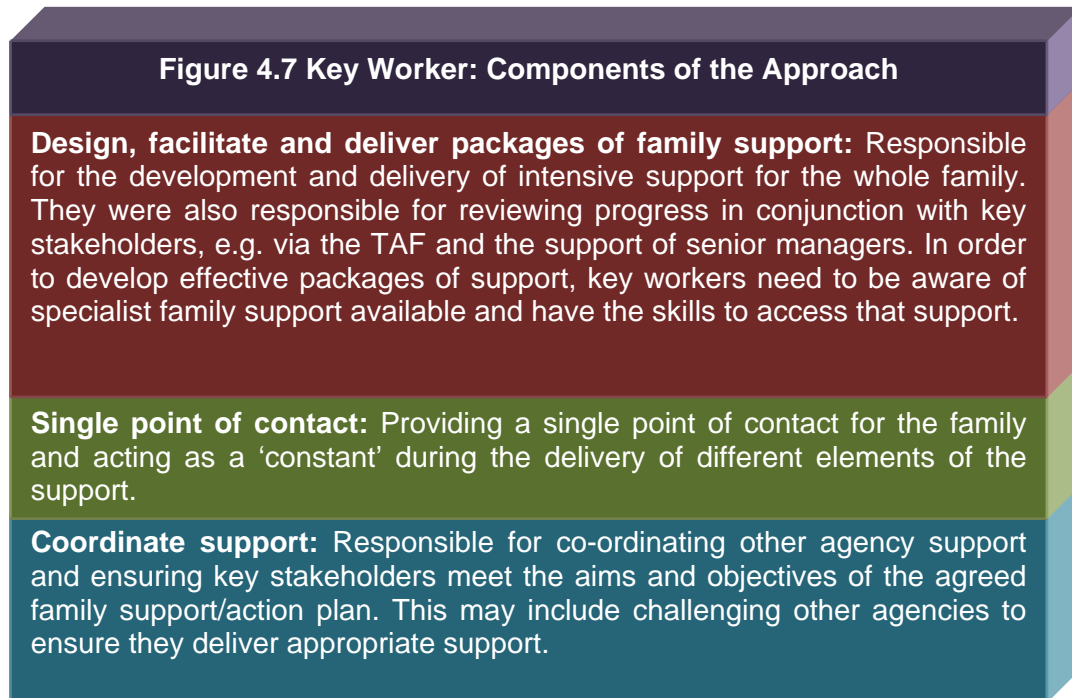 Figure 4.7 Key Worker: Components of the Approach
Design, facilitate and deliver packages of family support: Responsible
for the development and delivery of intensive support for the whole family.
They were also responsible for reviewing progress in conjunction with key
stakeholders, e.g. via the TAF and the support of senior managers. In order
to develop effective packages of support, key workers need to be aware of
specialist family support available and have the skills to access that support.
Single point of contact: Providing a single point of contact for the family
and acting as a ‘constant’ during the delivery of different elements of the
support.
Coordinate support: Responsible for co-ordinating other agency support
and ensuring key stakeholders meet the aims and objectives of the agreed
family support/action plan. This may include challenging other agencies to
ensure they deliver appropriate support.